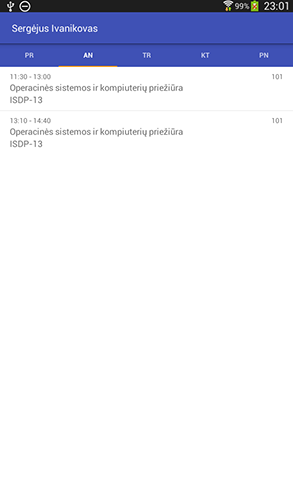 99% 23:01
Sergėjus Ivanikovas
PR AN TR KT PN
11:30 - 13:00 101
Operacinės sistemos ir kompiuterių priežiūra
ISDP-13
13:10 - 14:40 101
Operacinės sistemos ir kompiuterių priežiūra
ISDP-13